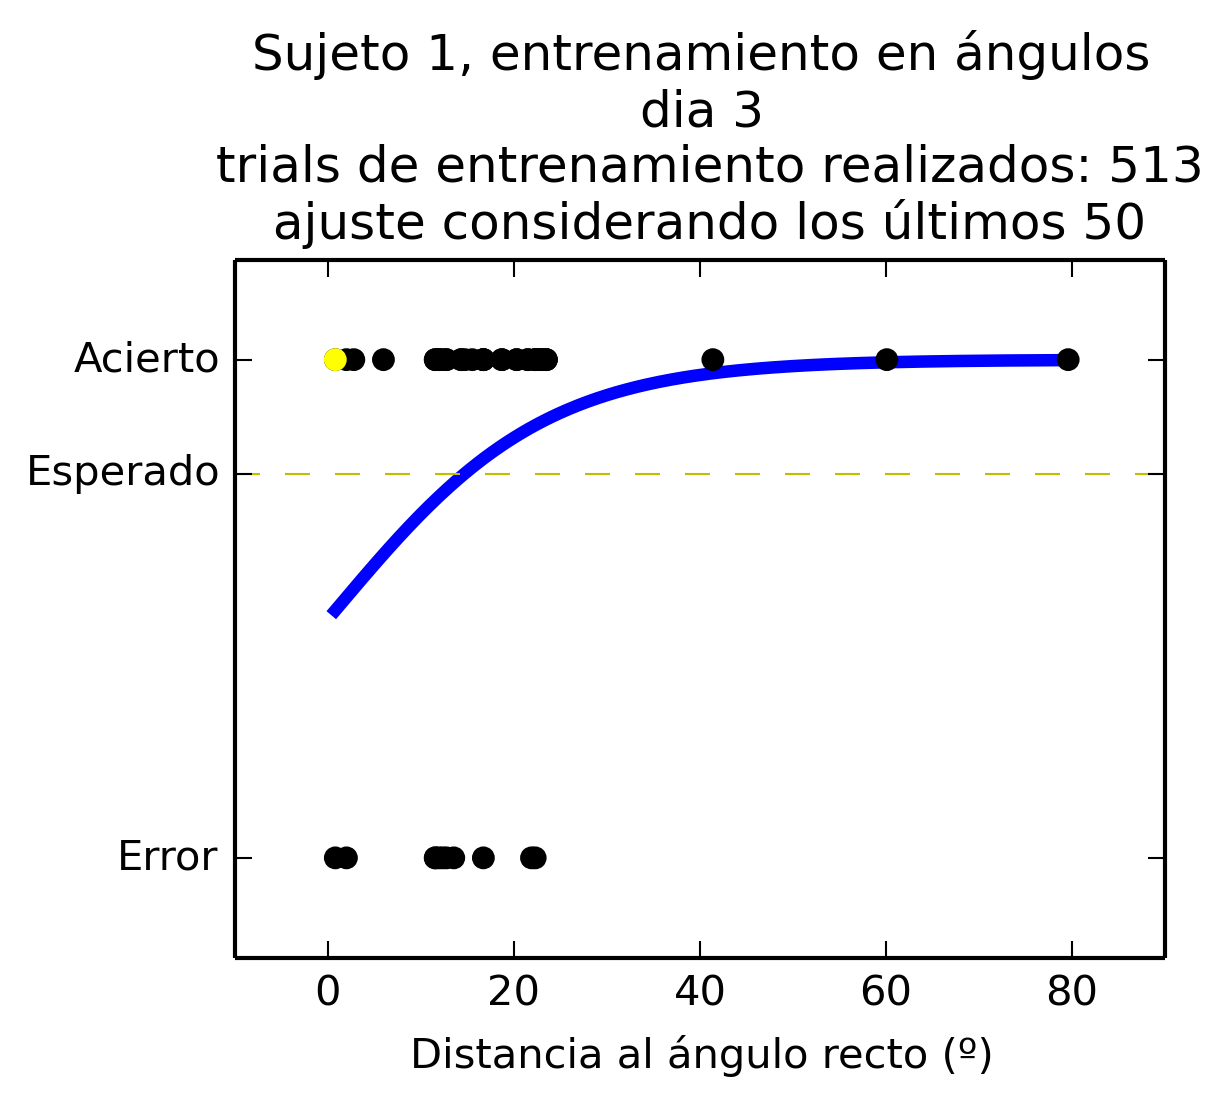 Sujeto 1, entrenamiento en ángulos
dia 3
trials de entrenamiento realizados: 513
ajuste considerando los últimos 50
Acierto
Esperado
Error
0 20 40 60 80
Distancia al ángulo recto (º)